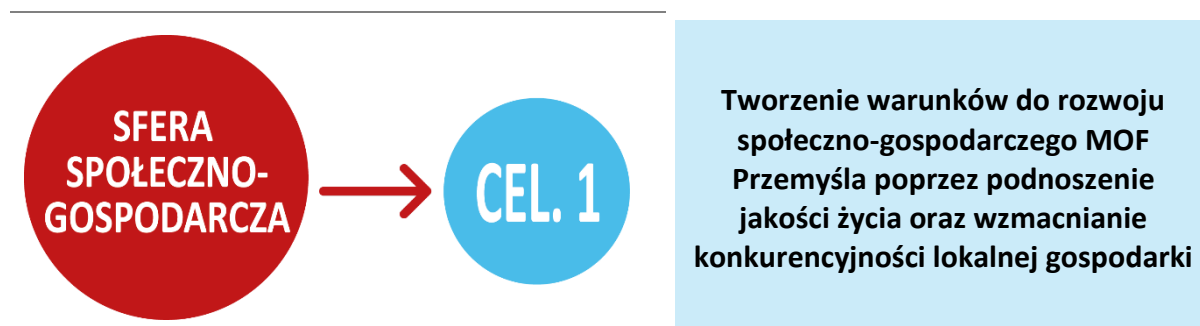 SFERA
SPOŁECZNO-
GOSPODARCZA
CEL. 1
Tworzenie warunków do rozwoju
społeczno-gospodarczego MOF
Przemyśla poprzez podnoszenie
jakości życia oraz wzmacnianie
konkurencyjności lokalnej gospodarki